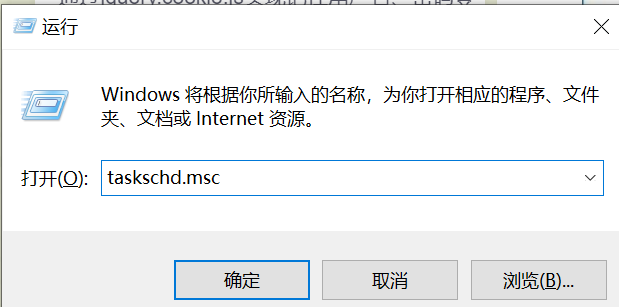 运行
Windows 将根据你所输入的名称，为你打开相应的程序、文件
夹、文档或 Internet 资源。
打开(O): taskschd.msc
确定 取消 浏览(B)...